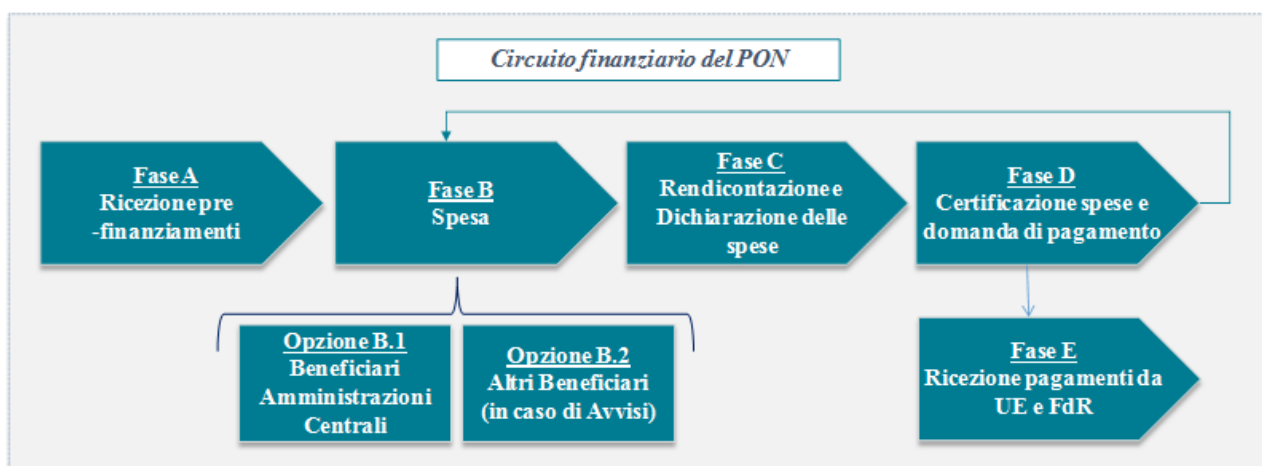 Circuito finanziario del PON
Fase A
Ricezione pre
-finanziamenti
Fase B
Spesa
Fase C
Rendicontazione e
Dichiarazione delle
spese
Fase D
Certificazione spese e
domanda di pagamento
Opzione B.1
Beneficiari
Amministrazioni
Centrali
Opzione B.2
Altri Beneficiari
(in caso di Avvisi)
Fase E
Ricezione pagamenti da
UE e FdR